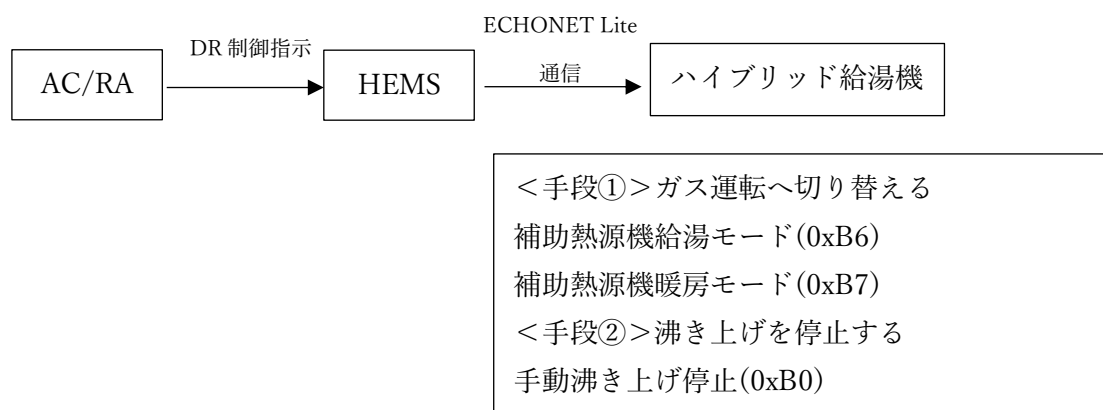 ECHONET Lite
DR 制御指示
AC/RA
HEMS
通信
ハイブリッド給湯機
＜手段①＞ガス運転へ切り替える
補助熱源機給湯モード(0xB6)
補助熱源機暖房モード(0xB7)
＜手段②＞沸き上げを停止する
手動沸き上げ停止(0xB0)